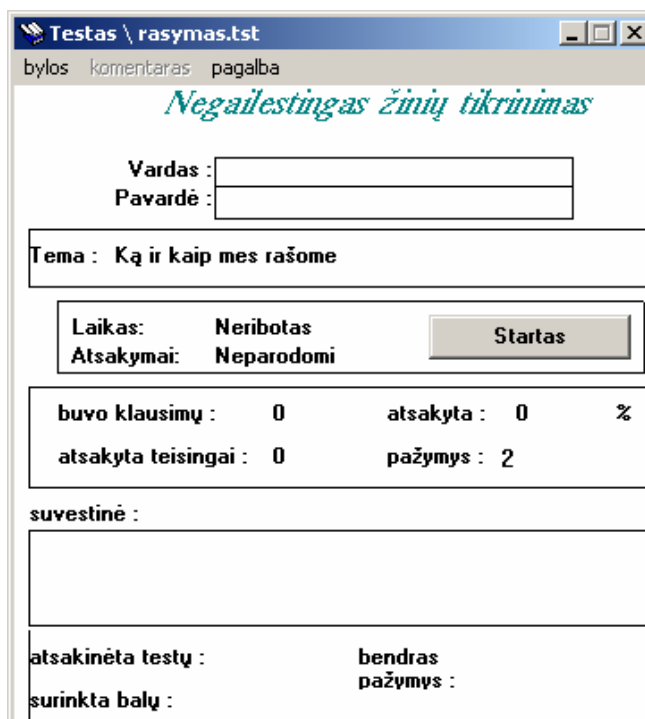 Testas \ rasymas.tst
bylos komentaras pagalba
Negailestingas žinių tikrinimas
Vardas :
Pavardė :
Tema : Ką ir kaip mes rašome
Laikas: Neribotas
Startas
Atsakymai: Neparodomi
buvo klausimų : 0 atsakyta : 0 %
atsakyta teisingai : 0 pažymys : 2
suvestinė :
atsakinėta testų : bendras
pažymys :
surinkta balų :